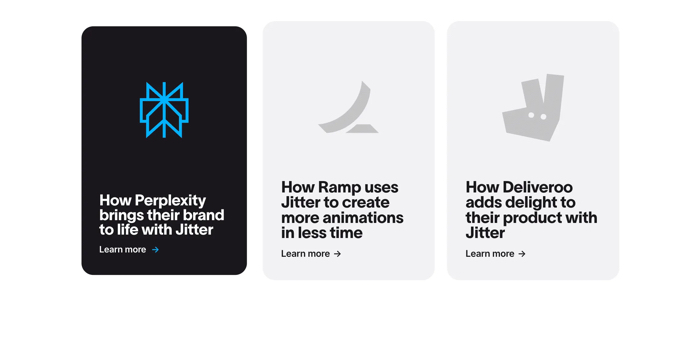 How Perplexity
brings their brand
to life with Jitter
Learn more →
How Ramp uses
Jitter to create
more animations
in less time
Learn more →
How Deliveroo
adds delight to
their product with
Jitter
Learn more →